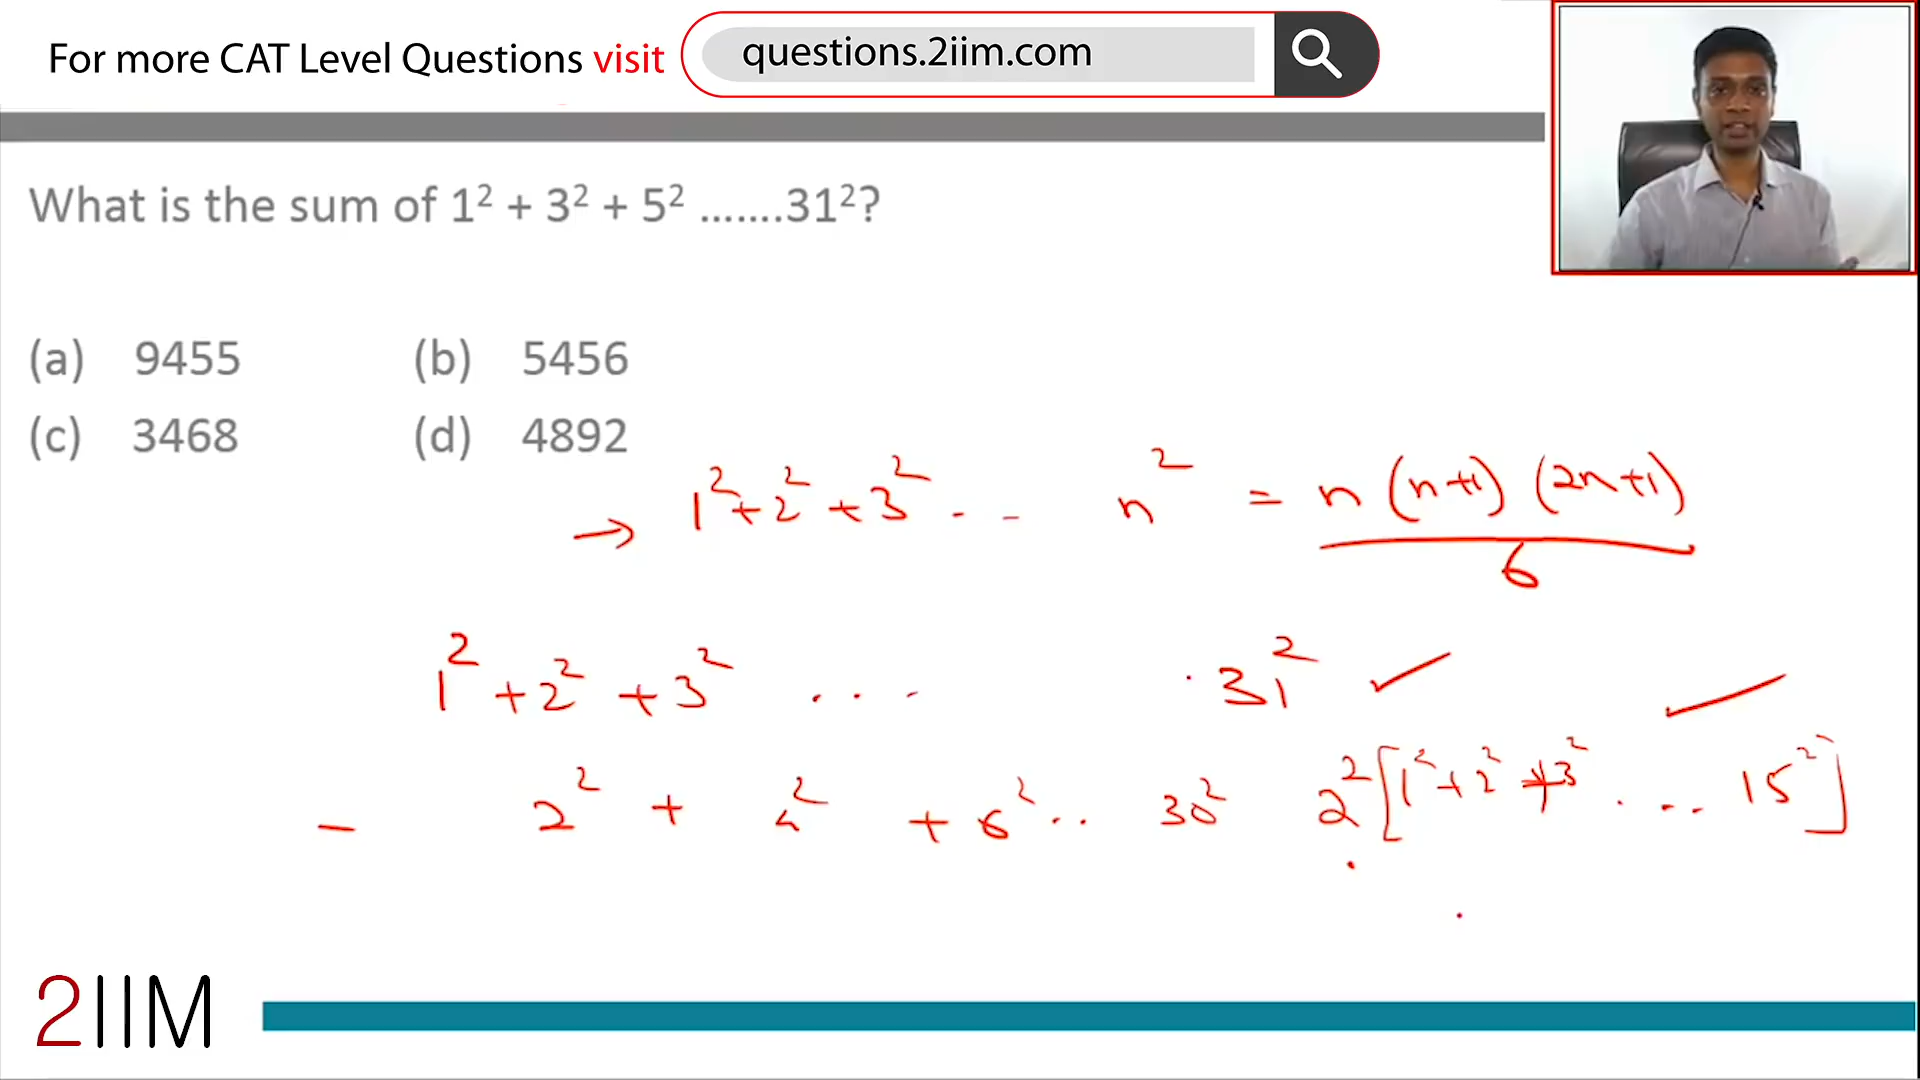 For more CAT Level Questions visit questions.2iim.com
What is the sum of 1² + 3² + 5² .......31²?
(a) 9455 (b) 5456
(c) 3468 (d) 4892
→ 1² + 2² + 3² - - n² = n (n+1) (2n+1)
6
1² + 2² + 3² ... . 31² ✓
- 2² + 4² + 6² .. 30² 2² [1² + 2² + 3² ..... 15²]
2IIM